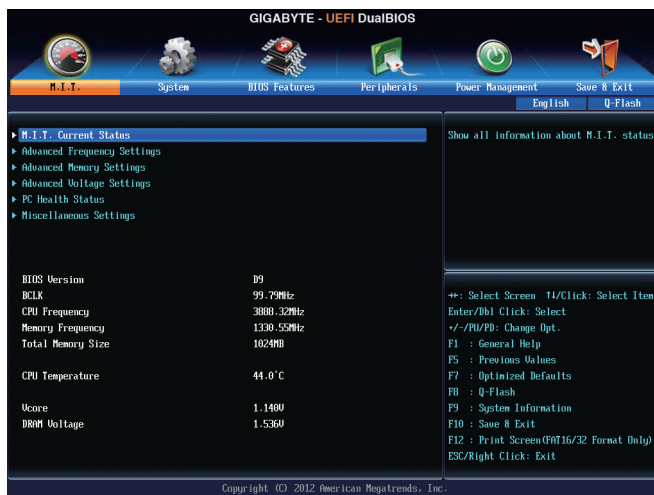 GIGABYTE - UEFI DualBIOS
M.I.T. System BIOS Features Peripherals Power Management Save & Exit
English Q-Flash
M.I.T. Current Status
Advanced Frequency Settings
Advanced Memory Settings
Advanced Voltage Settings
PC Health Status
Miscellaneous Settings
Show all information about M.I.T. status
BIOS Version D9
BCLK 99.79MHz
CPU Frequency 3088.32MHz
Memory Frequency 1330.55MHz
Total Memory Size 1024MB
CPU Temperature 44.0°C
Vcore 1.140V
DRAM Voltage 1.536V
→←: Select Screen ↑↓/Click: Select Item
Enter/Dbl Click: Select
+/-/PU/PD: Change Opt.
F1 : General Help
F5 : Previous Values
F7 : Optimized Defaults
F8 : Q-Flash
F9 : System Information
F10 : Save & Exit
F12 : Print Screen(FAT16/32 Format Only)
ESC/Right Click: Exit
Copyright (C) 2012 American Megatrends, Inc.